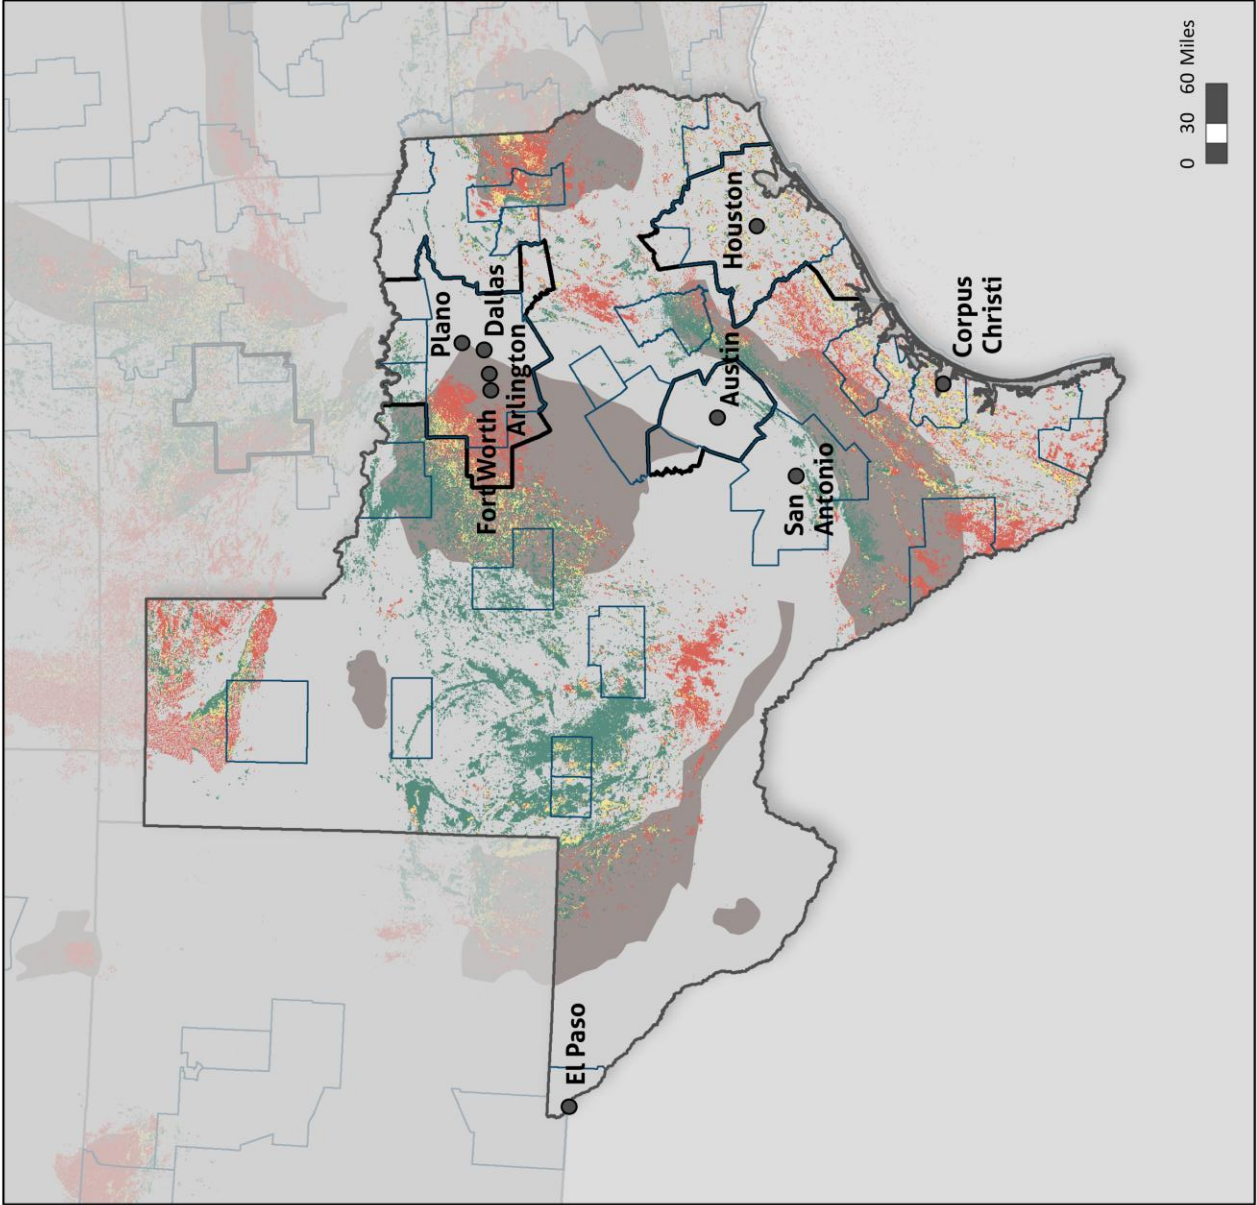 Plano
Dallas
Fort Worth
Arlington
Houston
Austin
San
Antonio
Corpus
Christi
El Paso
0 30 60 Miles